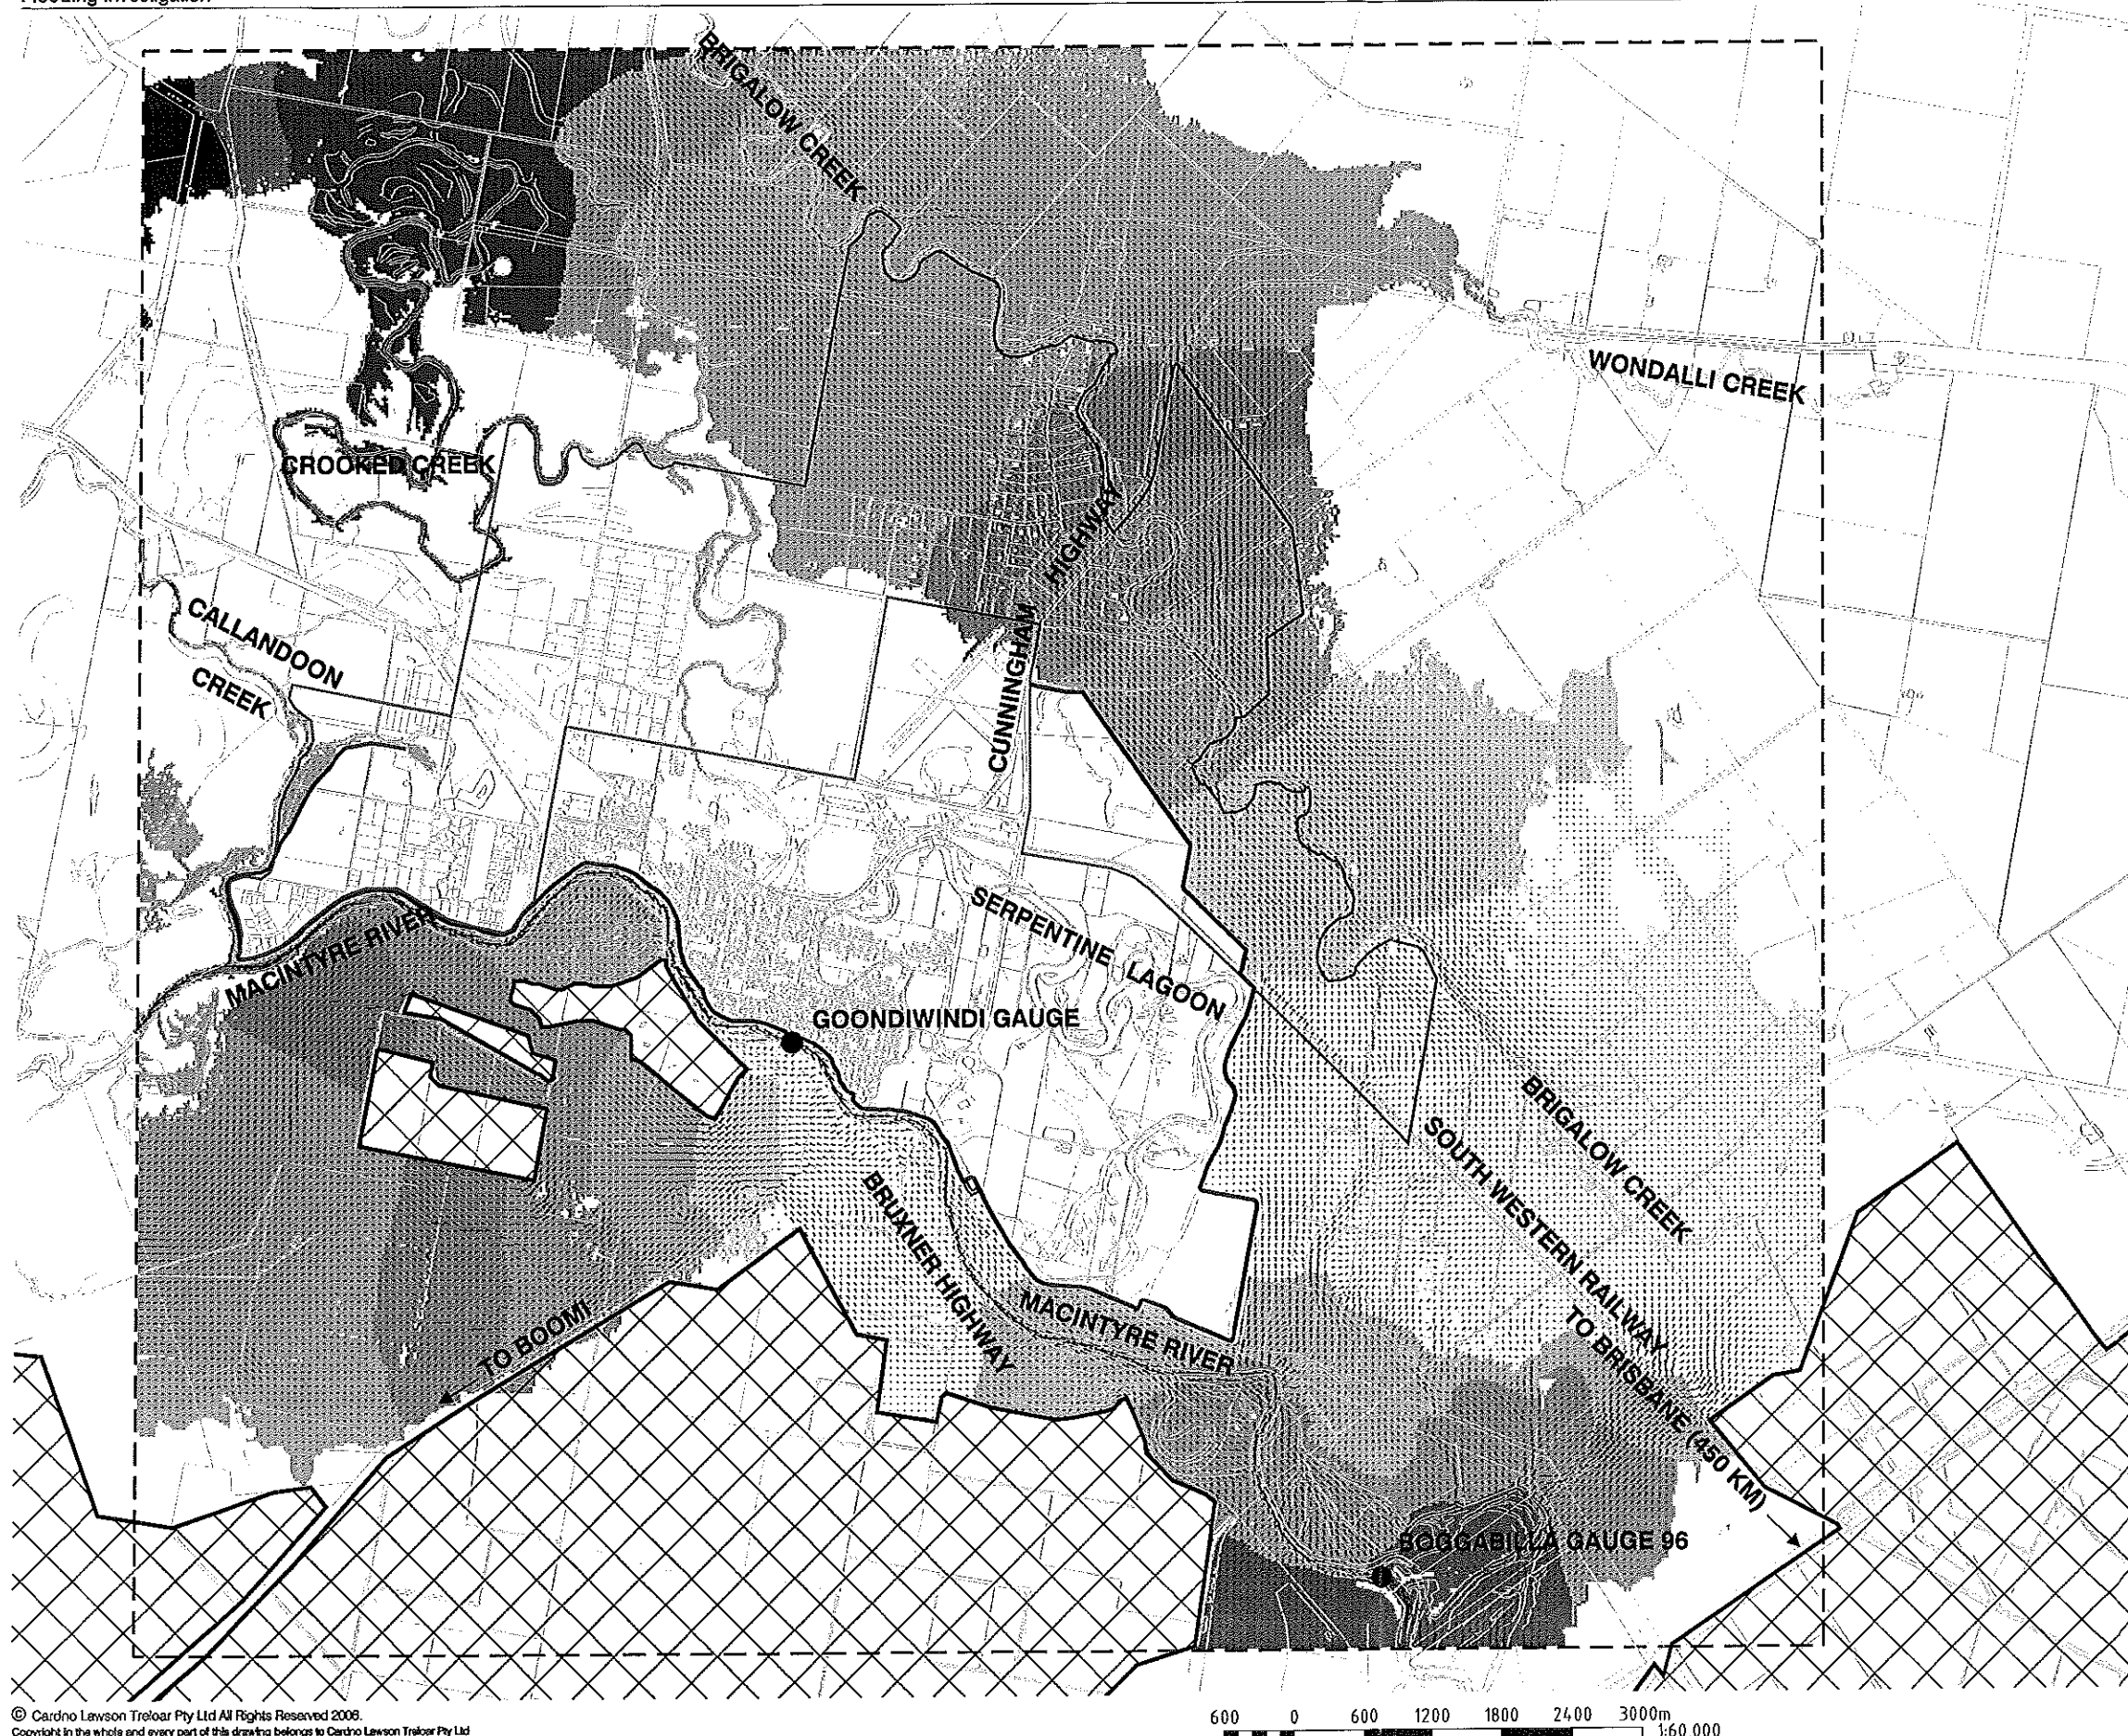 Flooding Investigation
BRIGALOW CREEK
WONDALLI CREEK
CROOKED CREEK
HIGHWAY
CUNNINGHAM
CALLANDOON
CREEK
SERPENTINE LAGOON
MACINTYRE RIVER
GOONDIWINDI GAUGE
BRIGALOW CREEK
SOUTH WESTERN RAILWAY
TO BRISBANE (450 KM)
BRUXNER HIGHWAY
MACINTYRE RIVER
TO BOOMI
BOGGABILLA GAUGE 96
© Cardno Lawson Treloar Pty Ltd All Rights Reserved 2006.
Copyright in the whole and every part of this drawing belongs to Cardno Lawson Treloar Pty Ltd
600 0 600 1200 1800 2400 3000m
1:60 000